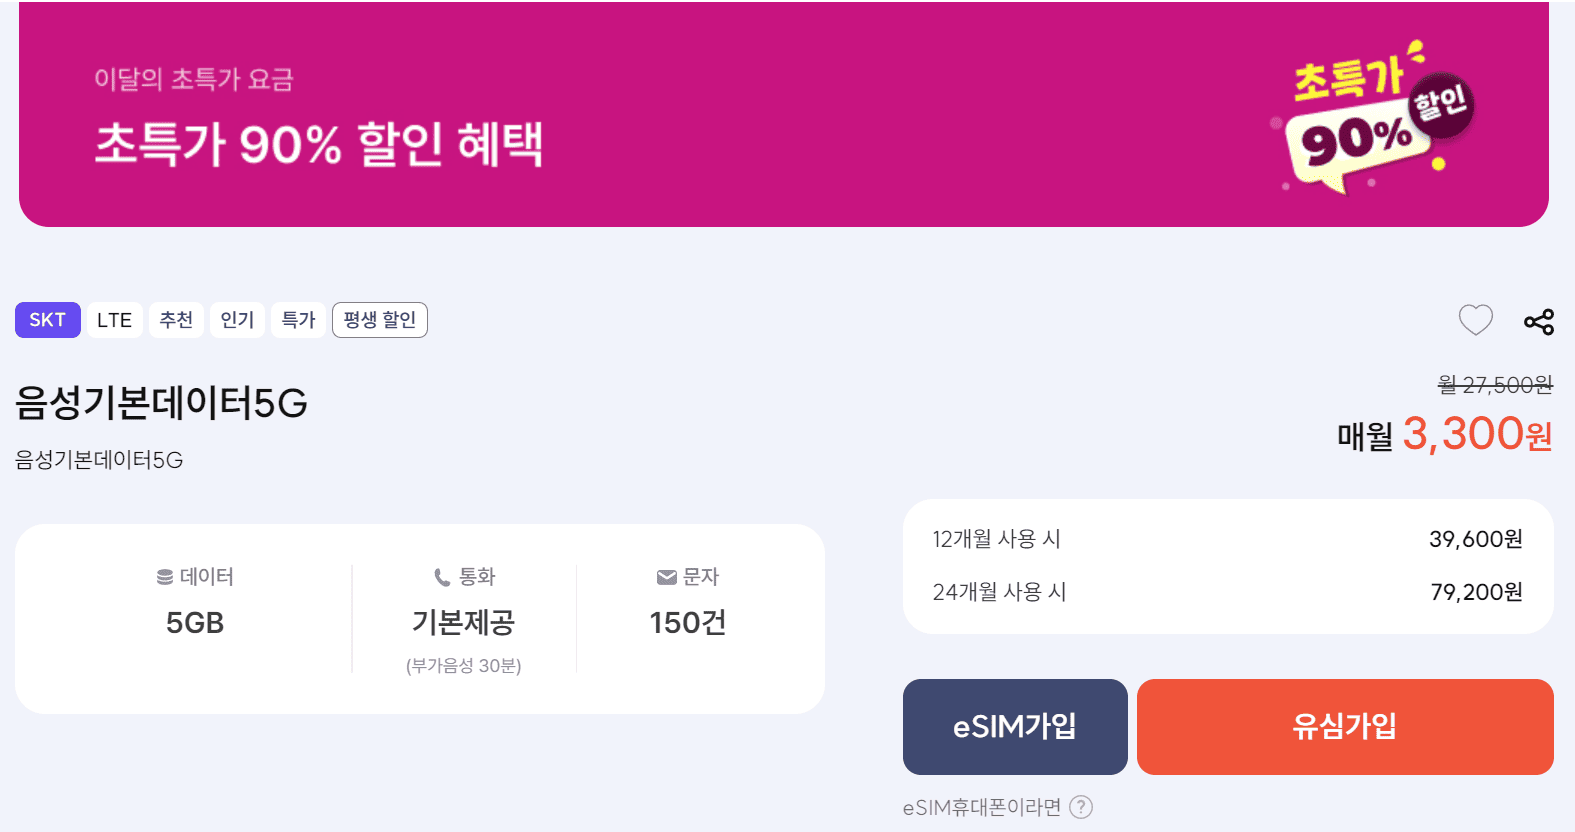 이달의 초특가 요금
초특가 90% 할인 혜택
초특가
90%
할인
SKT
LTE
추천
인기
특가
평생 할인
음성기본데이터5G
음성기본데이터5G
월 27,500원
매월 3,300원
데이터
5GB
통화
기본제공
(부가음성 30분)
문자
150건
12개월 사용 시 39,600원
24개월 사용 시 79,200원
eSIM가입
유심가입
eSIM휴대폰이라면 ?